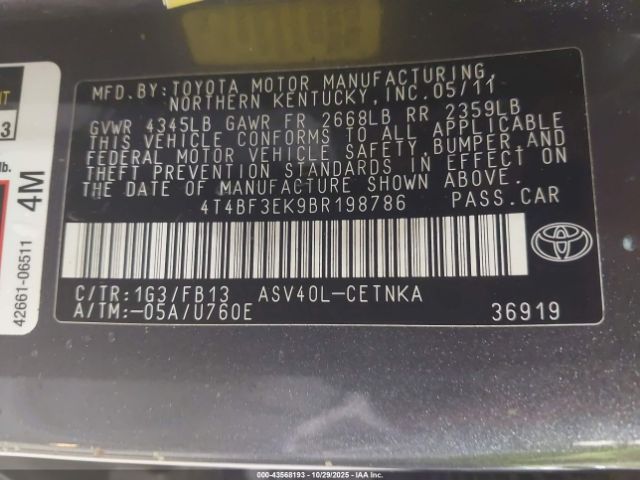 MFD.BY:TOYOTA MOTOR MANUFACTURING,
NORTHERN KENTUCKY,INC.05/11
GVWR 4345LB GAWR FR 2668LB RR 2359LB
THIS VEHICLE CONFORMS TO ALL APPLICABLE
FEDERAL MOTOR VEHICLE SAFETY,BUMPER,AND
THEFT PREVENTION STANDARDS IN EFFECT ON
THE DATE OF MANUFACTURE SHOWN ABOVE.
4T4BF3EK9BR198786 PASS.CAR
C/TR:1G3/FB13 ASV40L-CETNKA
A/TM:-05A/U760E 36919
lb.
4M
42661-06511
3
000-43568193 | 10/29/2025 - IAA Inc.